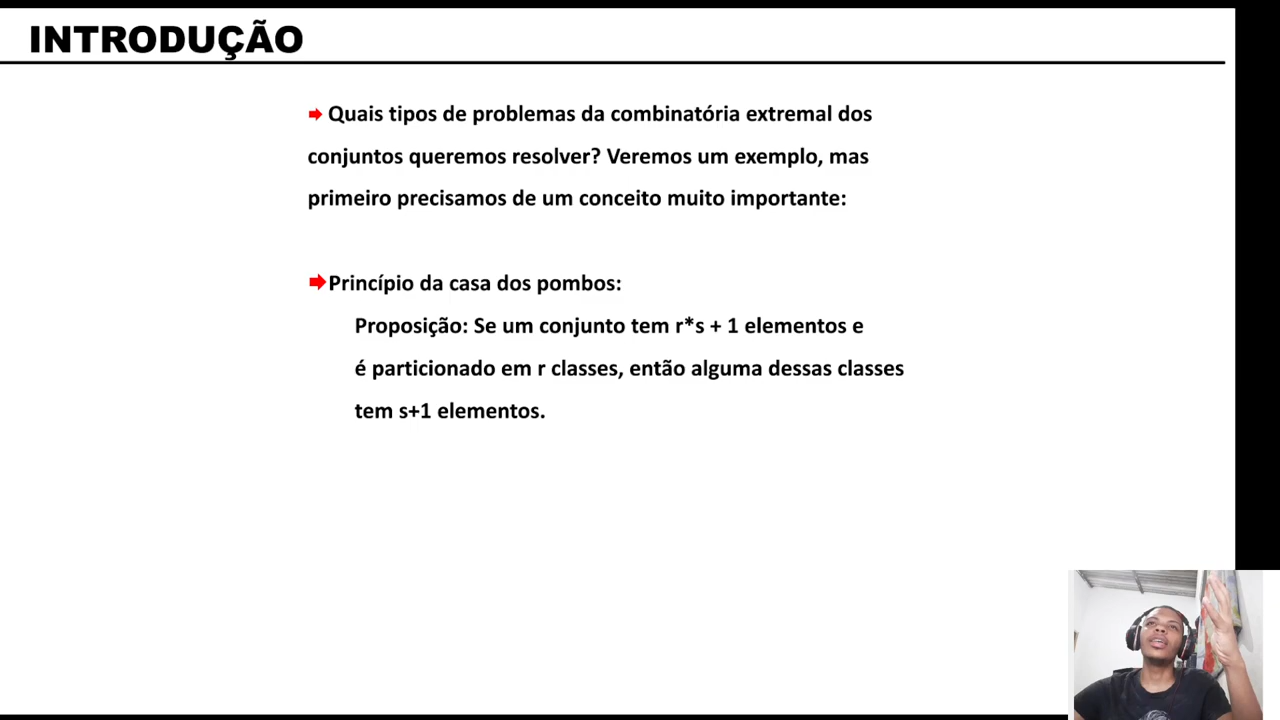 INTRODUÇÃO
Quais tipos de problemas da combinatória extremal dos
conjuntos queremos resolver? Veremos um exemplo, mas
primeiro precisamos de um conceito muito importante:
Princípio da casa dos pombos:
Proposição: Se um conjunto tem r*s + 1 elementos e
é particionado em r classes, então alguma dessas classes
tem s+1 elementos.